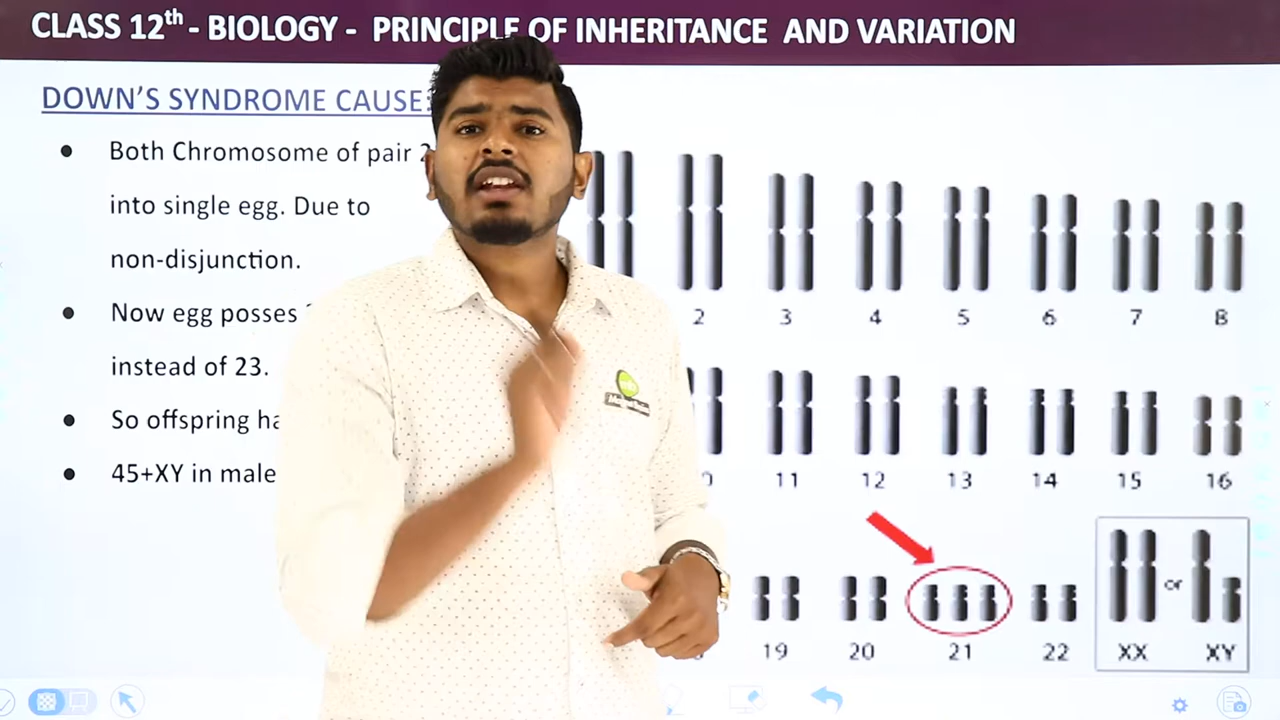 CLASS 12th - BIOLOGY - PRINCIPLE OF INHERITANCE AND VARIATION
DOWN'S SYNDROME CAUSE:
Both Chromosome of pair
into single egg. Due to
non-disjunction.
Now egg posses
instead of 23.
So offspring
45+XY in male
2 3 4 5 6 7 8
11 12 13 14 15 16
19 20 21 22
or
XX XY